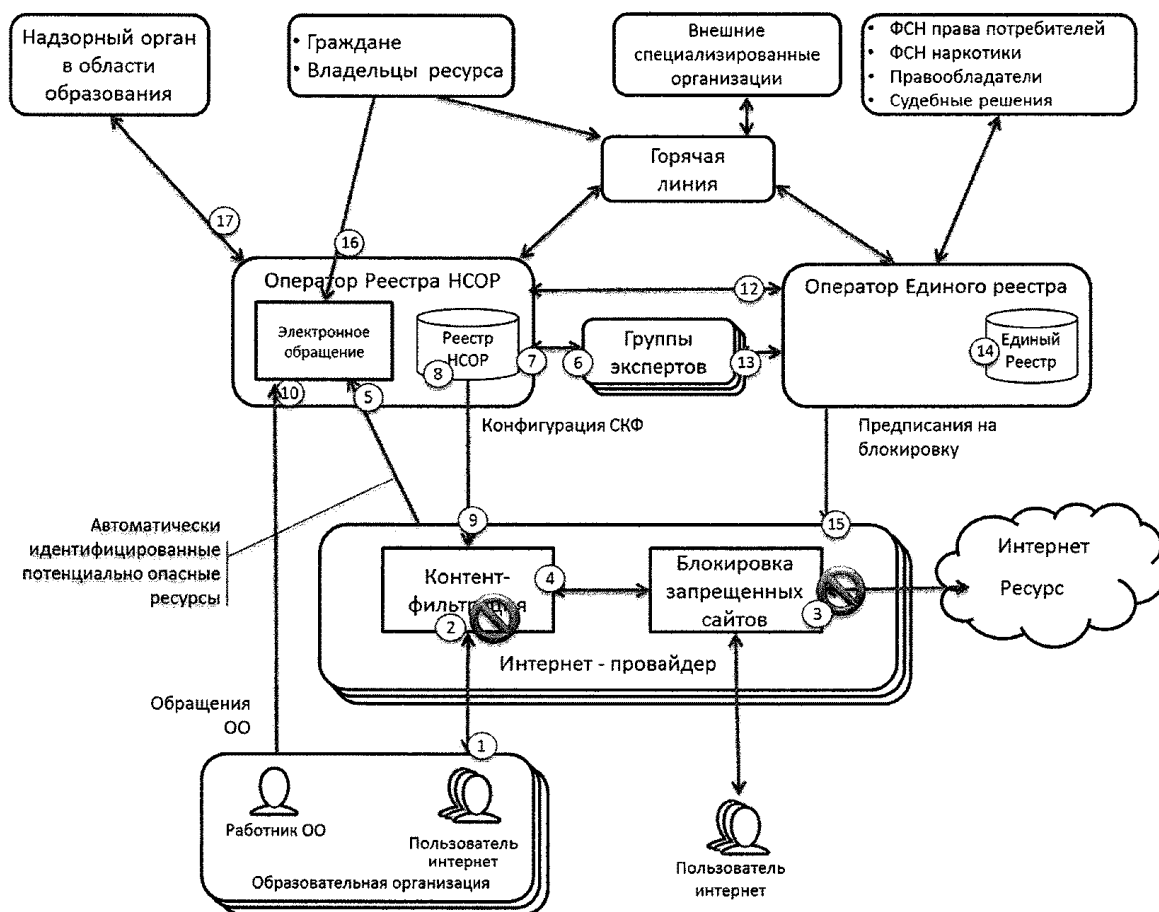 Надзорный орган
в области
образования
• Граждане
• Владельцы ресурса
Внешние
специализированные
организации
• ФСН права потребителей
• ФСН наркотики
• Правообладатели
• Судебные решения
Горячая
линия
17
16
Оператор Реестра НСОР
Электронное
обращение
Реестр
НСОР
8
7
10
5
12
Группы
экспертов
6
13
Оператор Единого реестра
Единый
Реестр
14
Конфигурация СКФ
Предписания на
блокировку
Автоматически
идентифицированные
потенциально опасные
ресурсы
9
15
Контент-
фильтрация
2
4
Блокировка
запрещенных
сайтов
3
Интернет
Ресурс
Интернет - провайдер
Обращения
ОО
1
Работник ОО
Пользователь
интернет
Образовательная организация
Пользователь
интернет